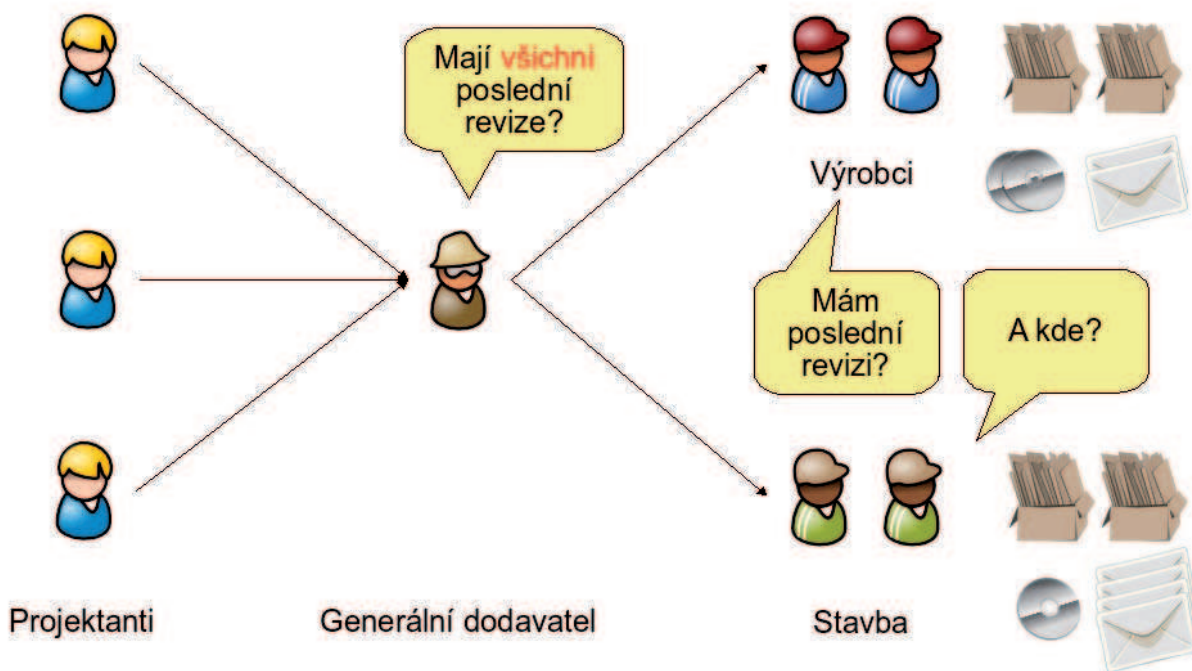 Mají všichni
poslední
revize?
Výrobci
Mám
poslední
revizi?
A kde?
Projektanti
Generální dodavatel
Stavba